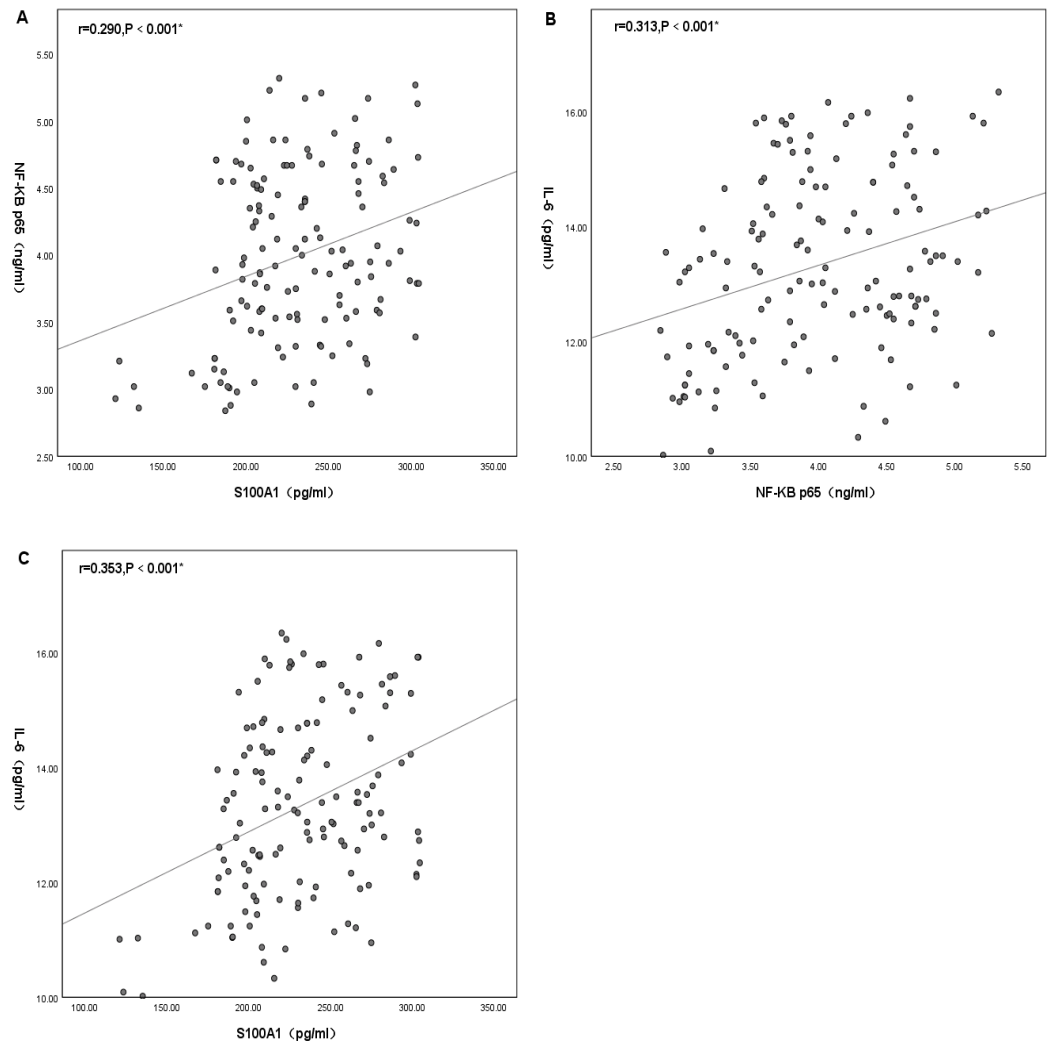 A
r=0.290,P < 0.001*
5.50
5.00
4.50
4.00
3.50
3.00
2.50
NF-KB p65（ng/ml）
100.00 150.00 200.00 250.00 300.00 350.00
S100A1（pg/ml）
B
r=0.313,P < 0.001*
16.00
14.00
12.00
10.00
IL-6（pg/ml）
2.50 3.00 3.50 4.00 4.50 5.00 5.50
NF-KB p65（ng/ml）
C
r=0.353,P < 0.001*
16.00
14.00
12.00
10.00
IL-6（pg/ml）
100.00 150.00 200.00 250.00 300.00 350.00
S100A1（pg/ml）